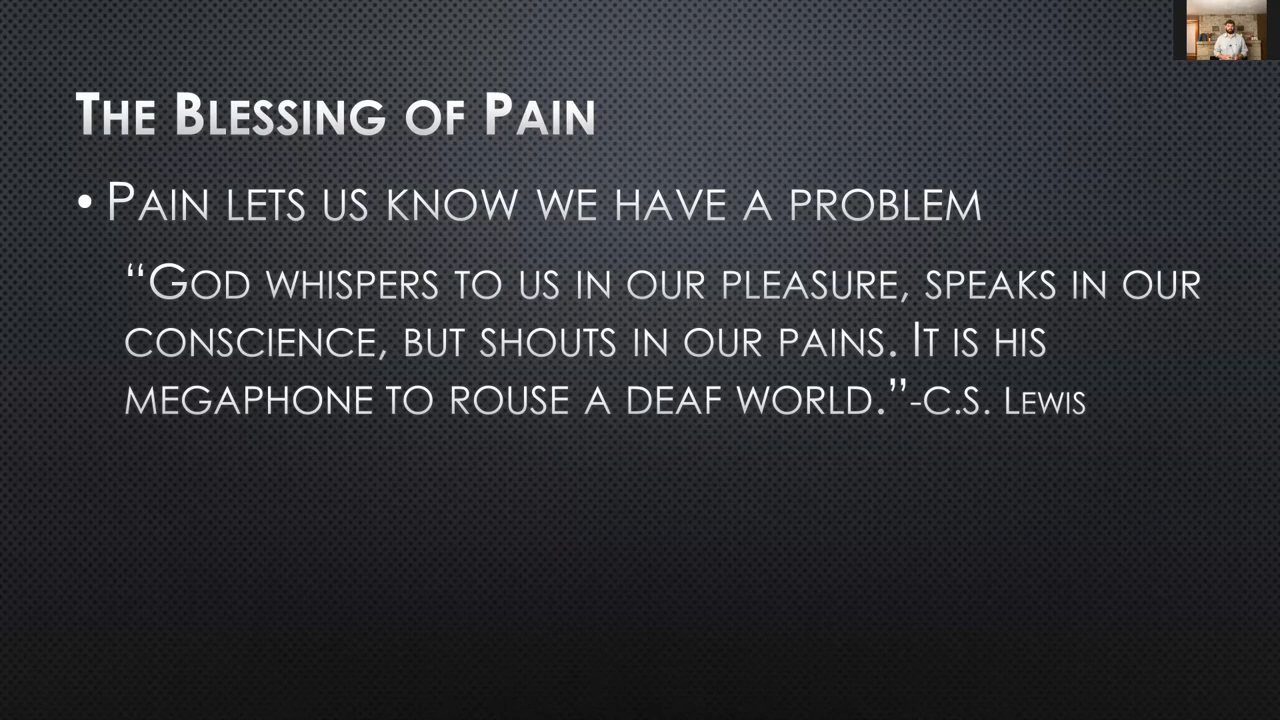 The Blessing of Pain
• Pain lets us know we have a problem
“God whispers to us in our pleasure, speaks in our
conscience, but shouts in our pains. It is his
megaphone to rouse a deaf world.”-C.S. Lewis